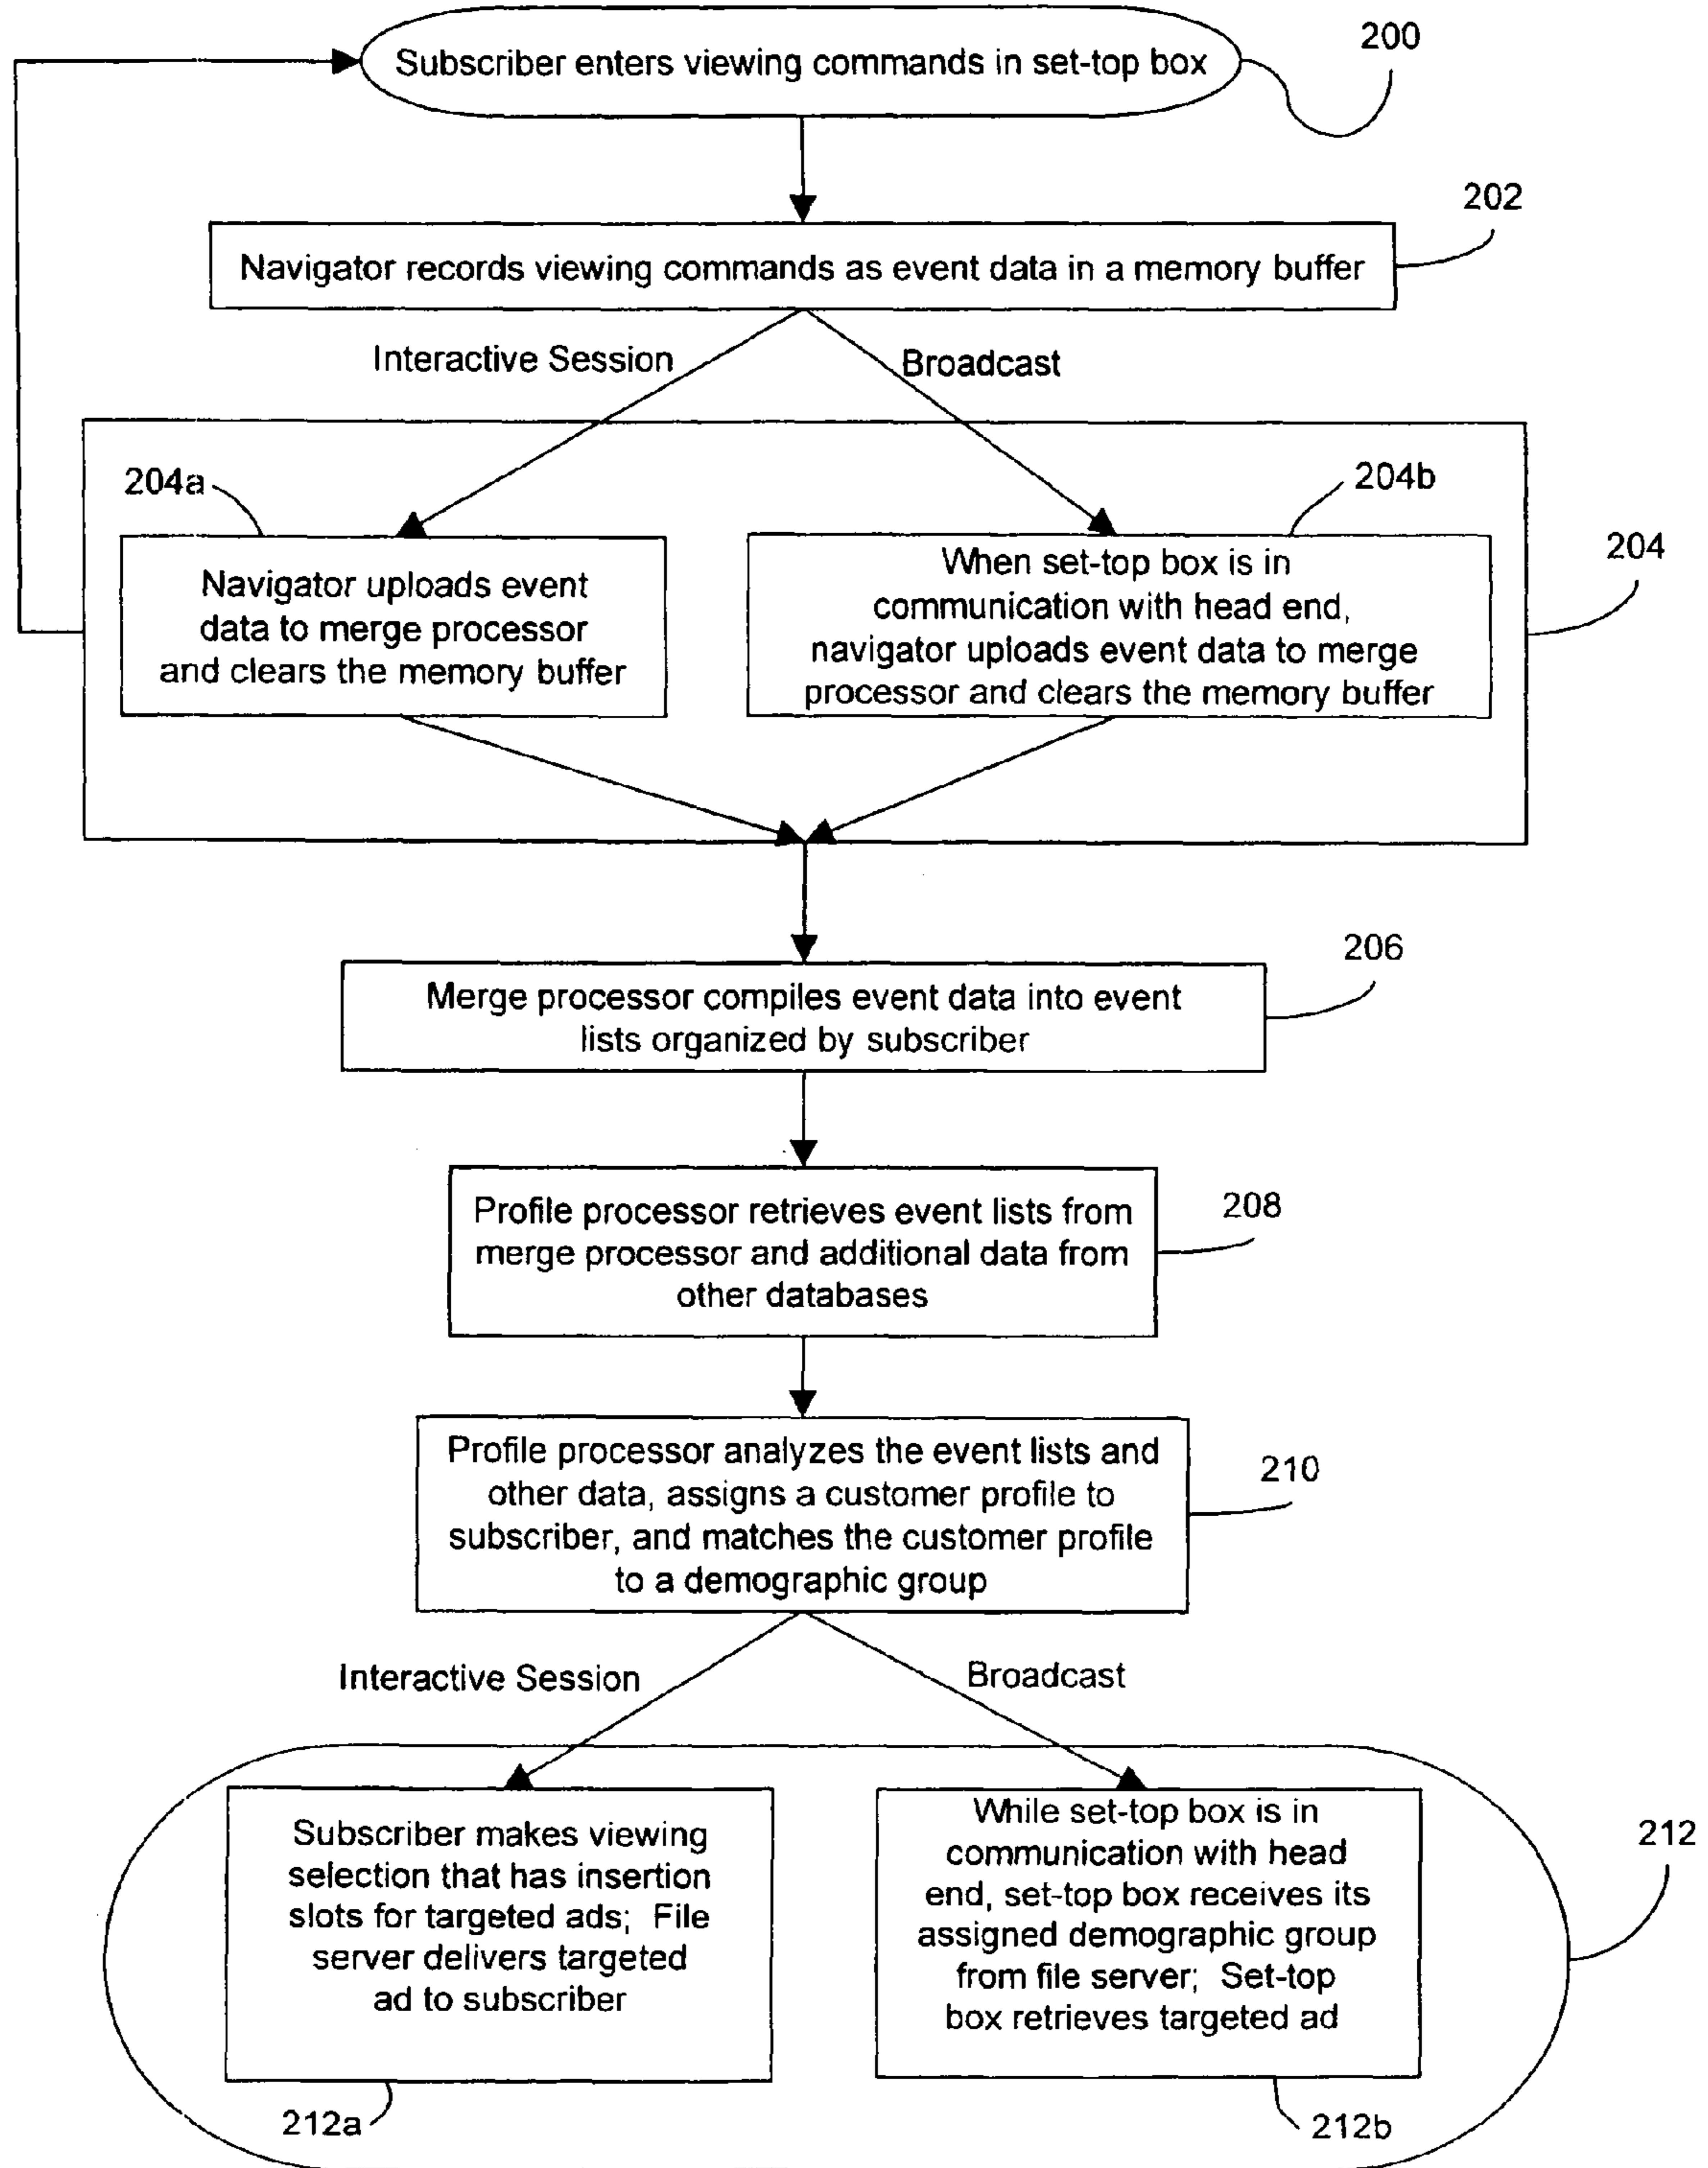 Subscriber enters viewing commands in set-top box
200
202
Navigator records viewing commands as event data in a memory buffer
Interactive Session
Broadcast
204a
204b
204
Navigator uploads event
data to merge processor
and clears the memory buffer
When set-top box is in
communication with head end,
navigator uploads event data to merge
processor and clears the memory buffer
206
Merge processor compiles event data into event
lists organized by subscriber
208
Profile processor retrieves event lists from
merge processor and additional data from
other databases
210
Profile processor analyzes the event lists and
other data, assigns a customer profile to
subscriber, and matches the customer profile
to a demographic group
Interactive Session
Broadcast
212
Subscriber makes viewing
selection that has insertion
slots for targeted ads; File
server delivers targeted
ad to subscriber
While set-top box is in
communication with head
end, set-top box receives its
assigned demographic group
from file server; Set-top
box retrieves targeted ad
212a
212b